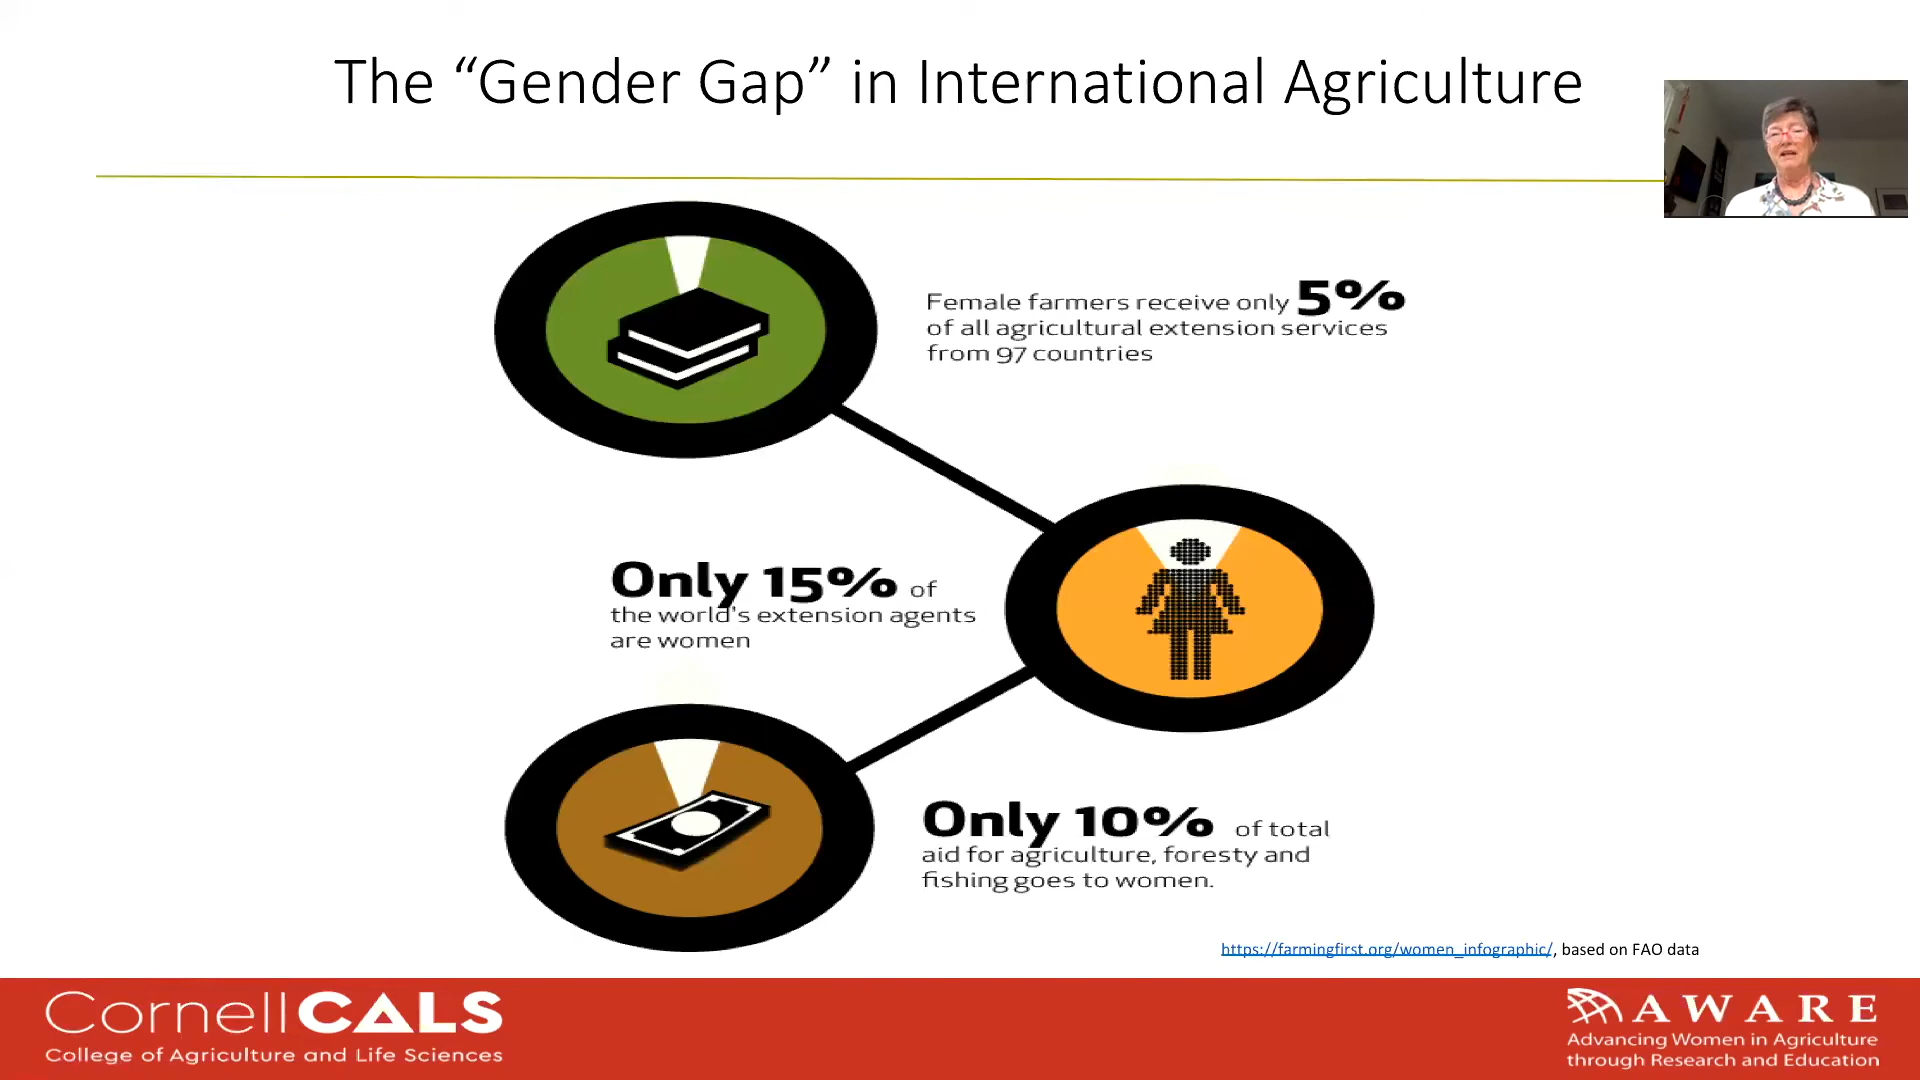 The “Gender Gap” in International Agriculture
Female farmers receive only 5%
of all agricultural extension services
from 97 countries
Only 15% of
the world's extension agents
are women
Only 10% of total
aid for agriculture, foresty and
fishing goes to women.
https://farmingfirst.org/women_infographic/, based on FAO data
CornellCALS
College of Agriculture and Life Sciences
AWARE
Advancing Women in Agriculture
through Research and Education